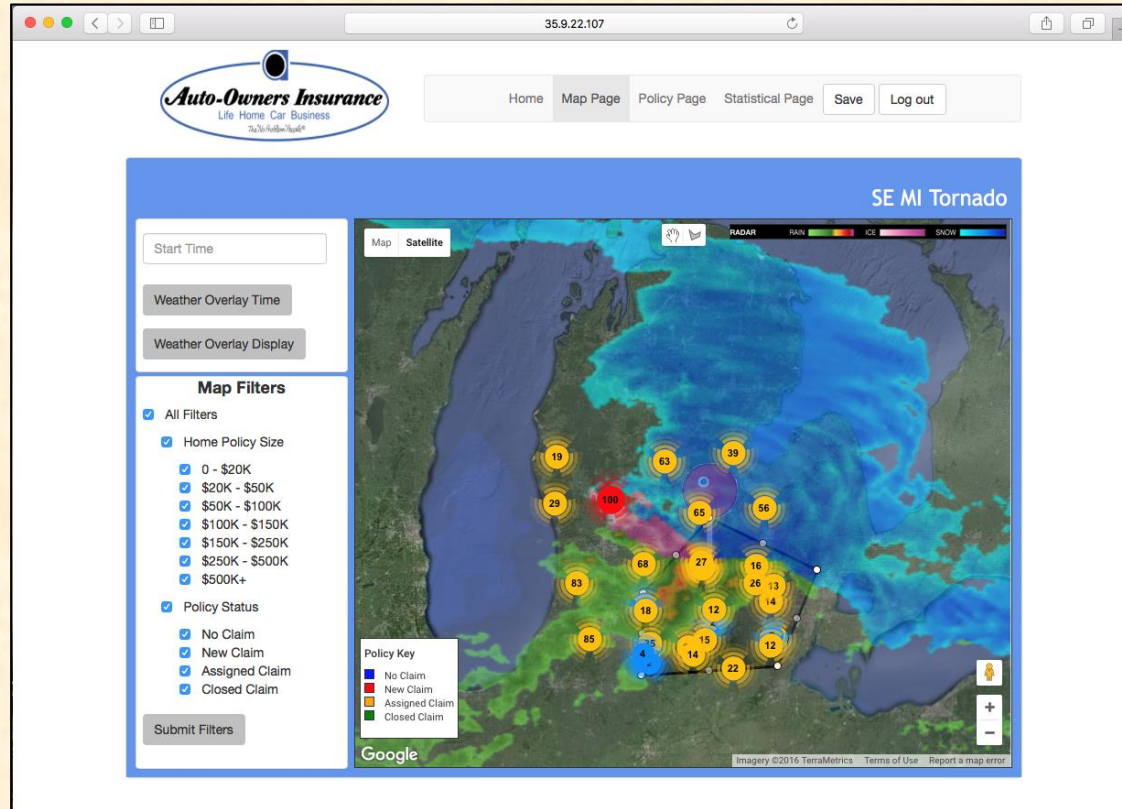 35.9.22.107
Auto-Owners Insurance
Life Home Car Business
The "No Problem" People®
Home Map Page Policy Page Statistical Page Save Log out
SE MI Tornado
Start Time
Weather Overlay Time
Weather Overlay Display
Map Filters
All Filters
Home Policy Size
0 - $20K
$20K - $50K
$50K - $100K
$100K - $150K
$150K - $250K
$250K - $500K
$500K+
Policy Status
No Claim
New Claim
Assigned Claim
Closed Claim
Submit Filters
Map Satellite
RADAR RAIN ICE SNOW
19
63
39
29
100
65
56
68
27
16
83
26
13
14
18
12
85
15
12
4
14
22
Policy Key
No Claim
New Claim
Assigned Claim
Closed Claim
+
−
Google
Imagery ©2016 TerraMetrics Terms of Use Report a map error